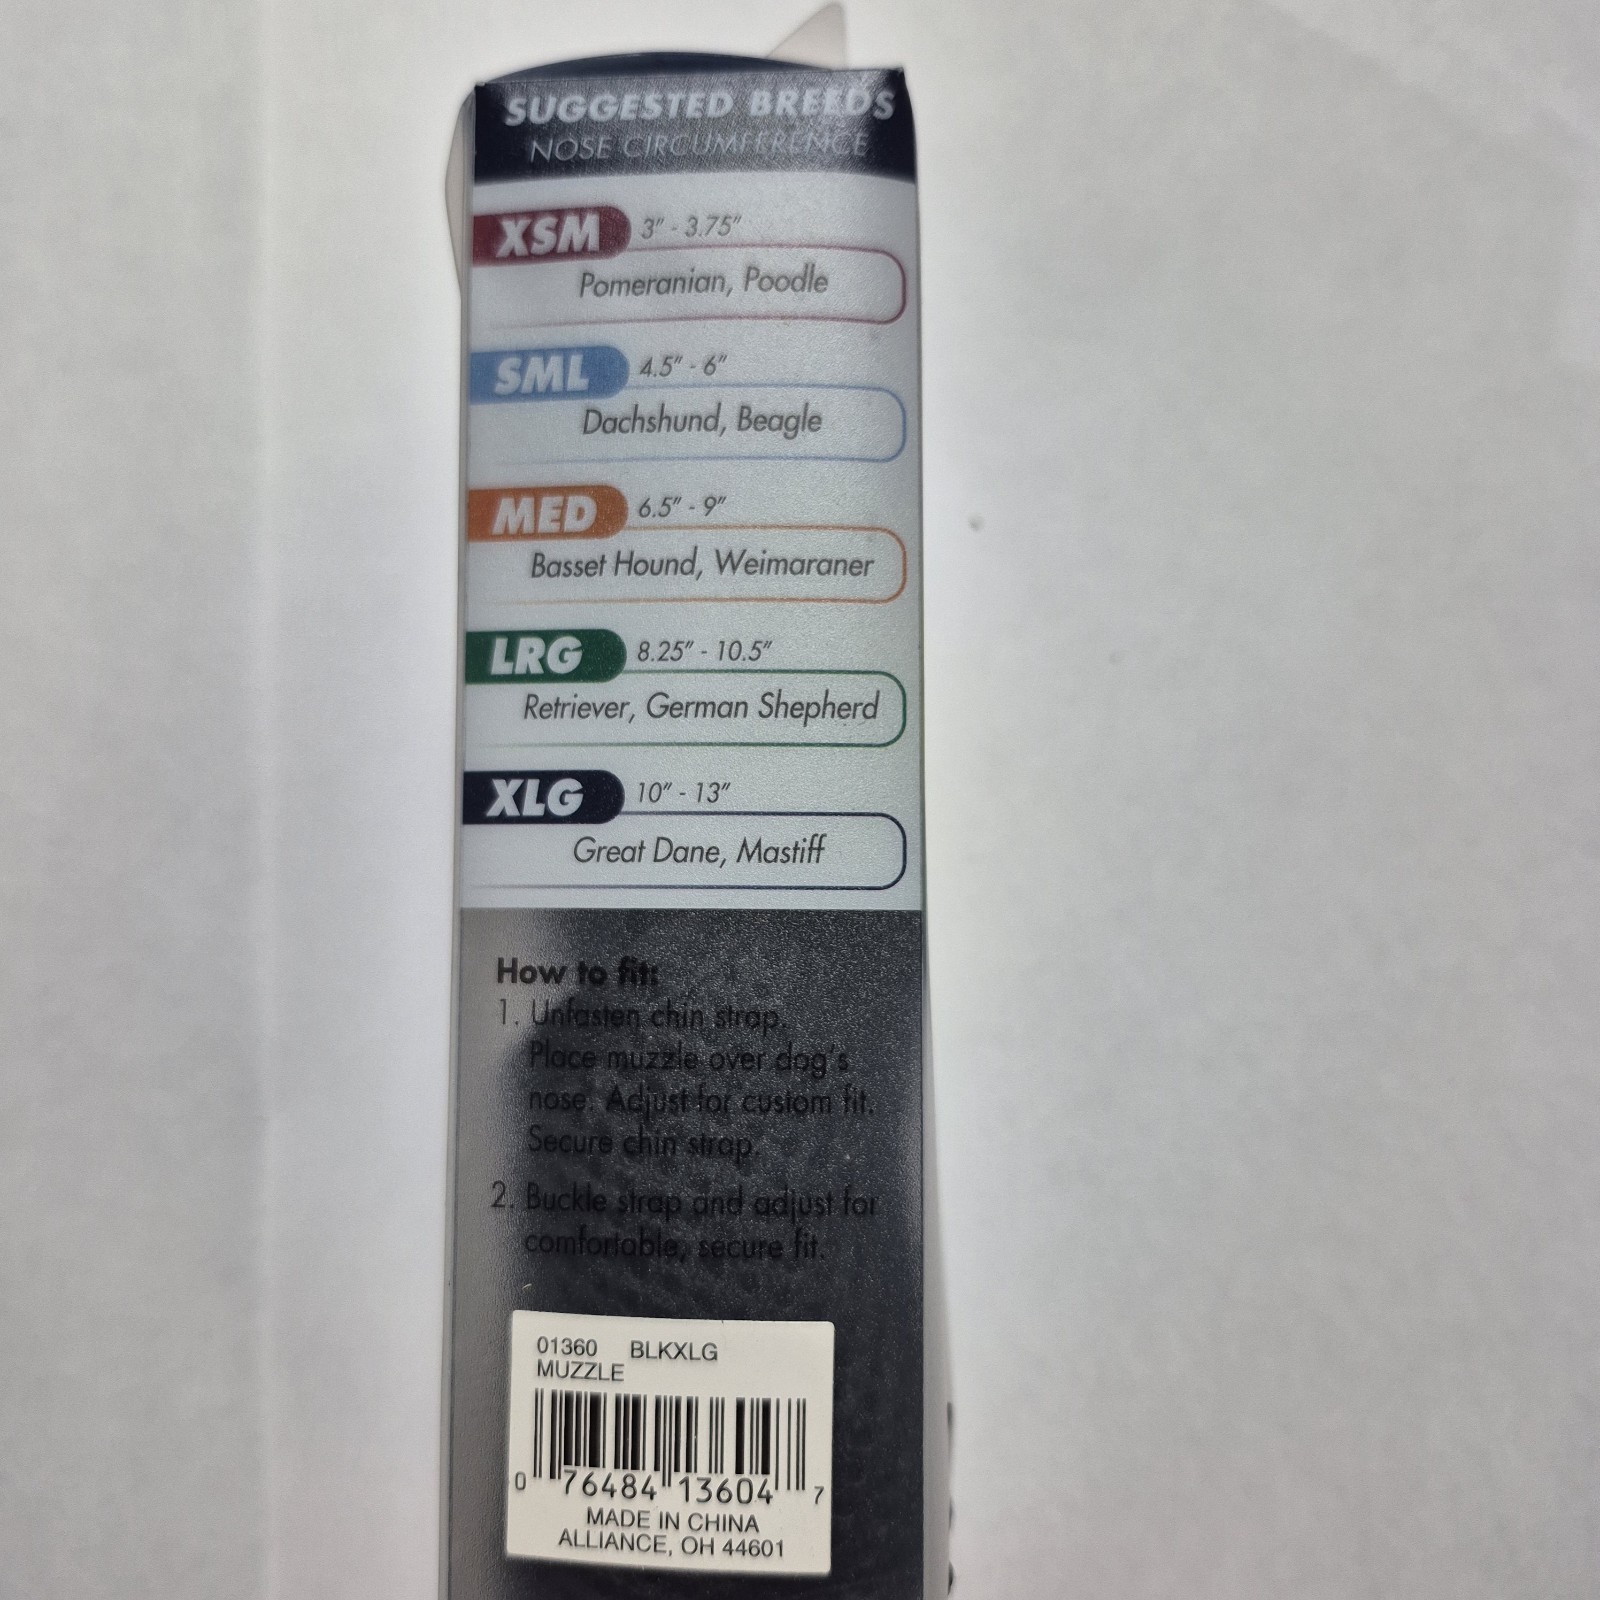 SUGGESTED BREEDS
NOSE CIRCUMFERENCE
XSM 3" - 3.75"
Pomeranian, Poodle
SML 4.5" - 6"
Dachshund, Beagle
MED 6.5" - 9"
Basset Hound, Weimaraner
LRG 8.25" - 10.5"
Retriever, German Shepherd
XLG 10" - 13"
Great Dane, Mastiff
How to fit:
1. Unfasten chin strap.
Place muzzle over dog's
nose. Adjust for custom fit.
Secure chin strap.
2. Buckle strap and adjust for
comfortable, secure fit.
01360 BLKXLG
MUZZLE
0 76484 13604 7
MADE IN CHINA
ALLIANCE, OH 44601